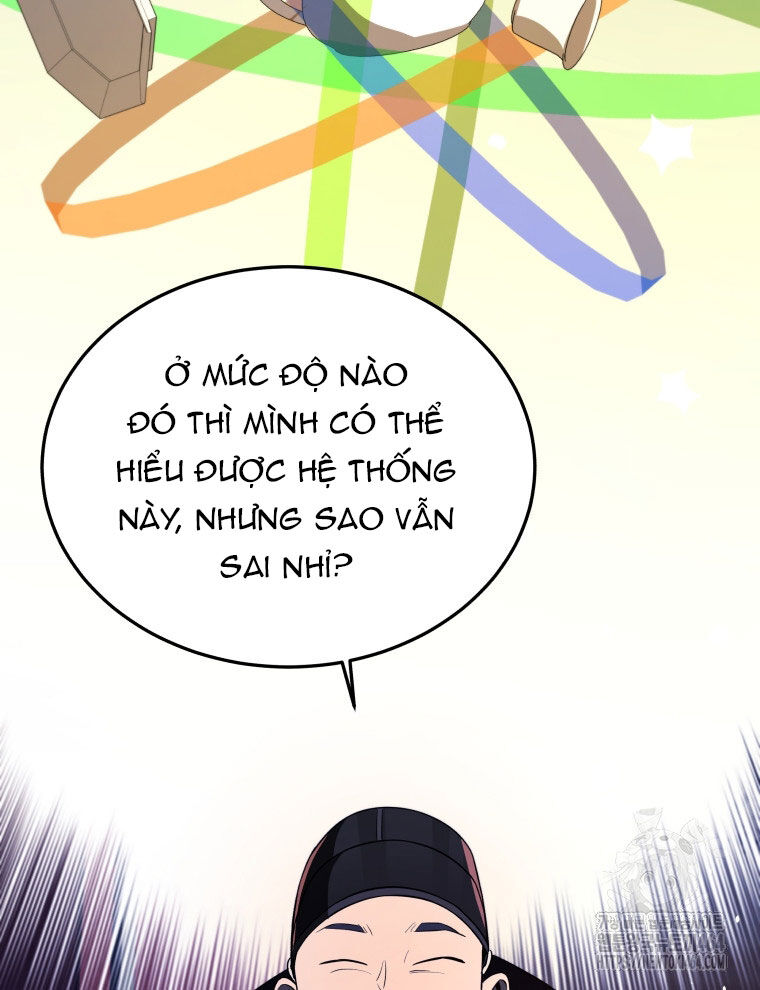 Ở MỨC ĐỘ NÀO
ĐÓ THÌ MÌNH CÓ THỂ
HIỂU ĐƯỢC HỆ THỐNG
NÀY, NHƯNG SAO VẪN
SAI NHỈ?